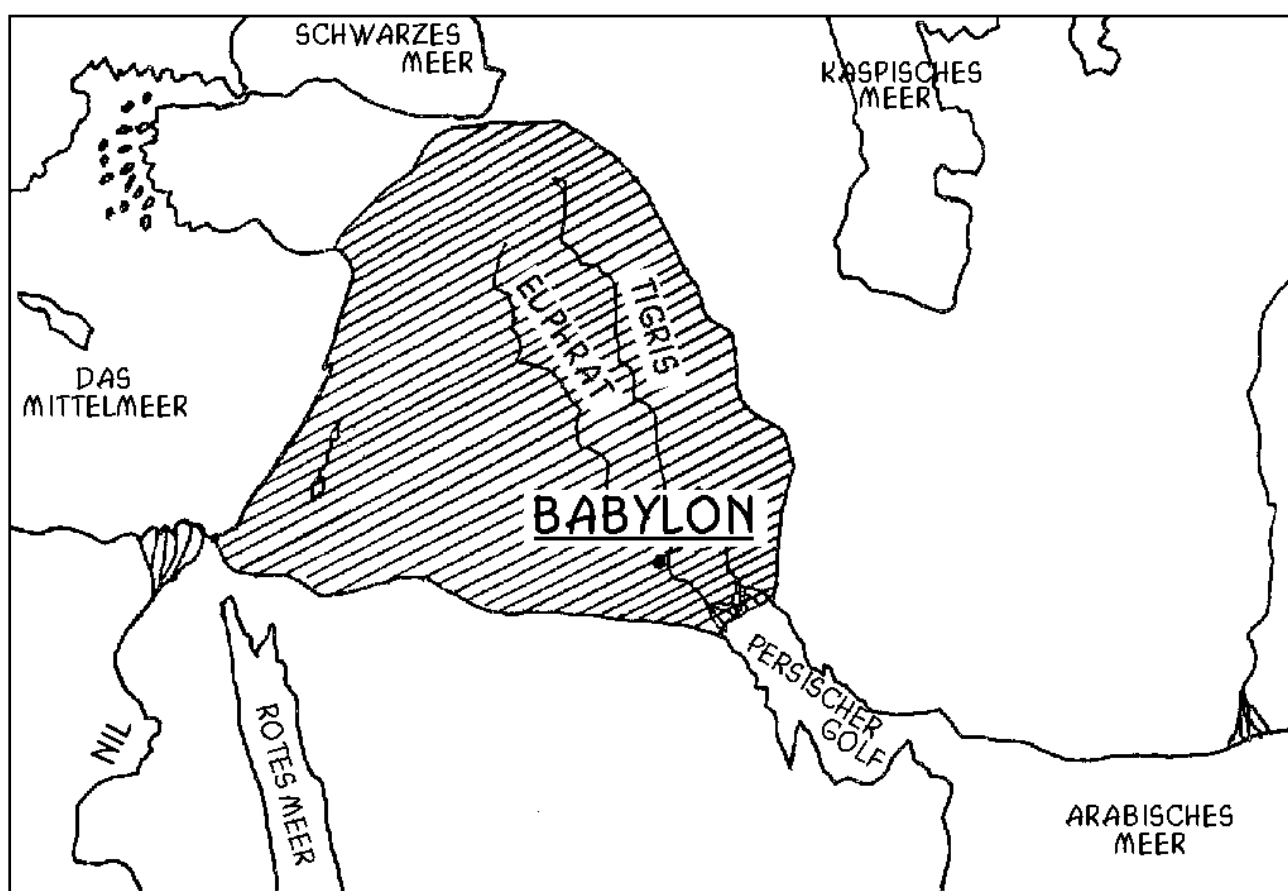 SCHWARZES
MEER
KASPISCHES
MEER
EUPHRAT
TIGRIS
DAS
MITTELMEER
BABYLON
PERSISCHER
GOLF
NIL
ROTES MEER
ARABISCHES
MEER